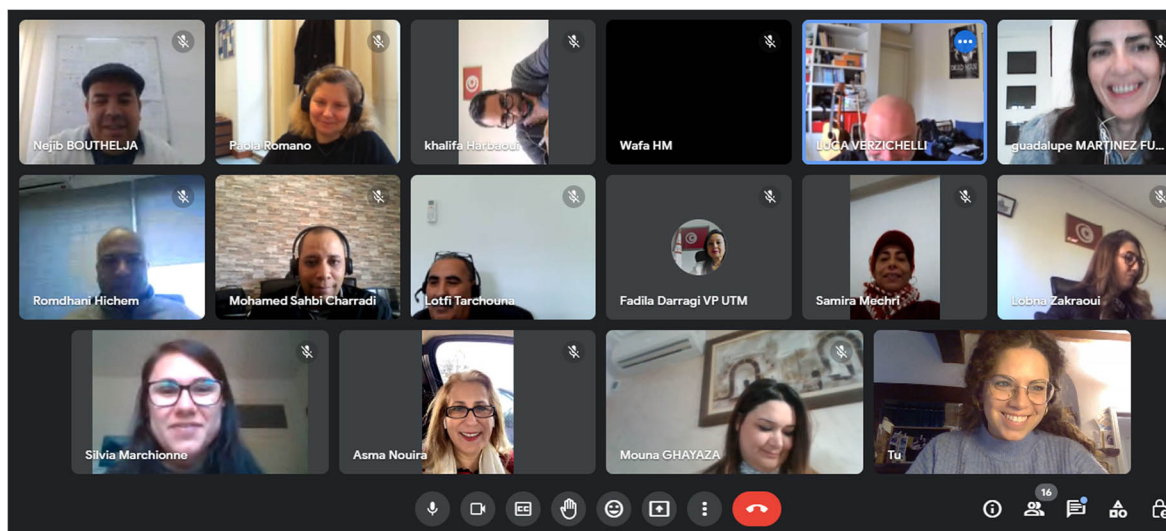 Nejib BOUTHELJA
Paola Romano
khalifa Harbaoui
Wafa HM
LUCA VERZICHELLI
guadalupe MARTINEZ FU...
Romdhani Hichem
Mohamed Sahbi Charradi
Lotfi Tarchouna
Fadila Darragi VP UTM
Samira Mechri
Lobna Zakraoui
Silvia Marchionne
Asma Nouira
Mouna GHAYAZA
Tu
CC
16